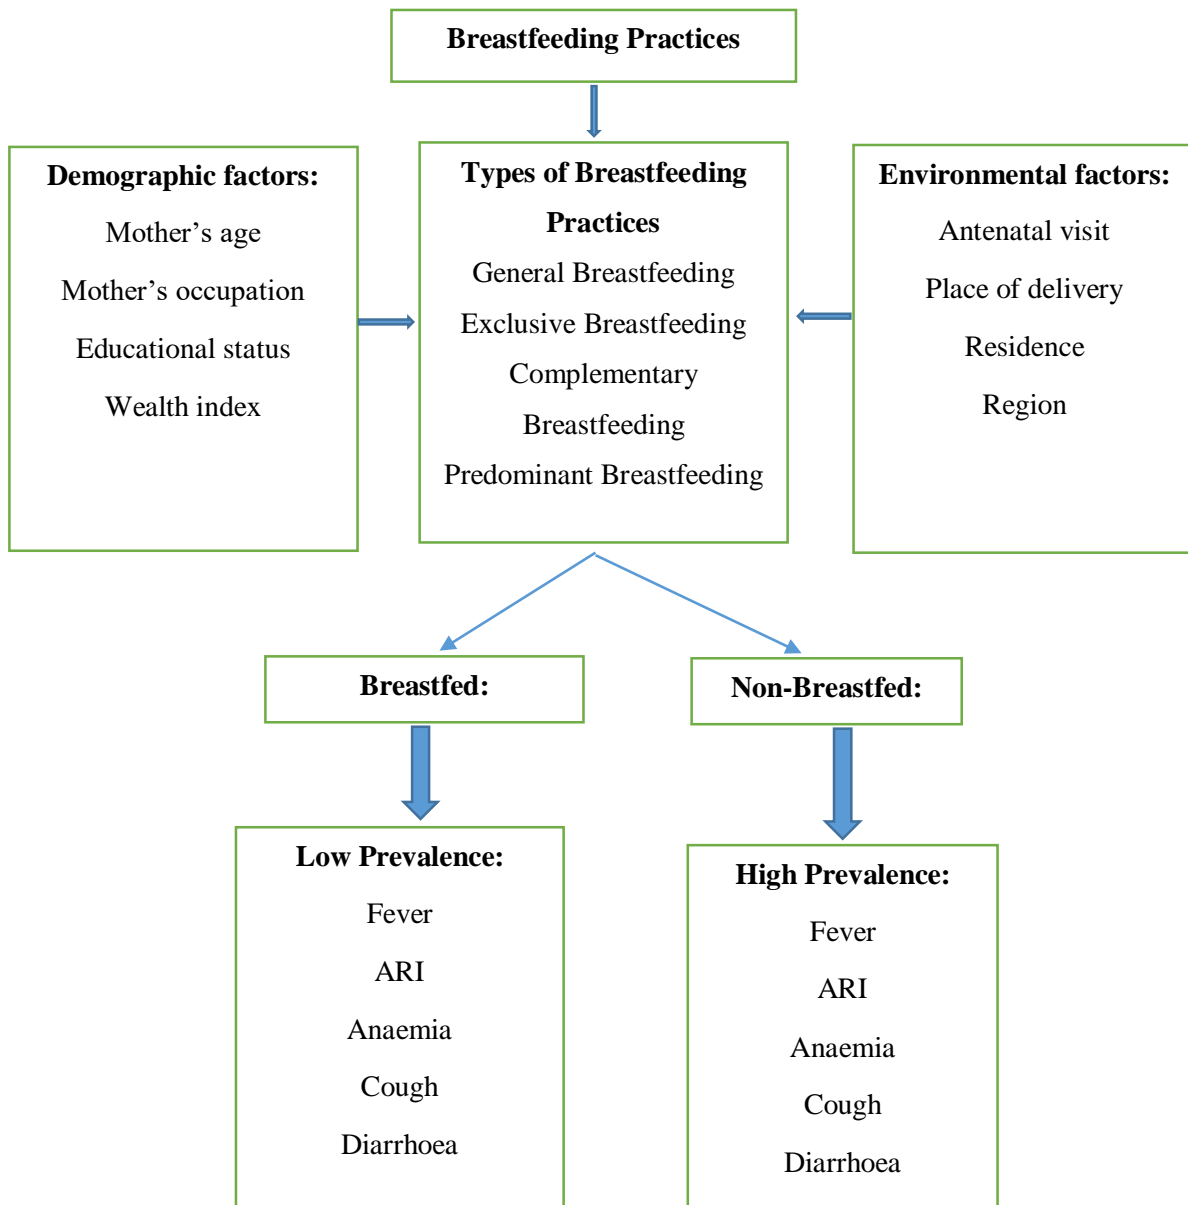 Breastfeeding Practices
Demographic factors:
Mother’s age
Mother’s occupation
Educational status
Wealth index
Types of Breastfeeding
Practices
General Breastfeeding
Exclusive Breastfeeding
Complementary
Breastfeeding
Predominant Breastfeeding
Environmental factors:
Antenatal visit
Place of delivery
Residence
Region
Breastfed:
Non-Breastfed:
Low Prevalence:
Fever
ARI
Anaemia
Cough
Diarrhoea
High Prevalence:
Fever
ARI
Anaemia
Cough
Diarrhoea